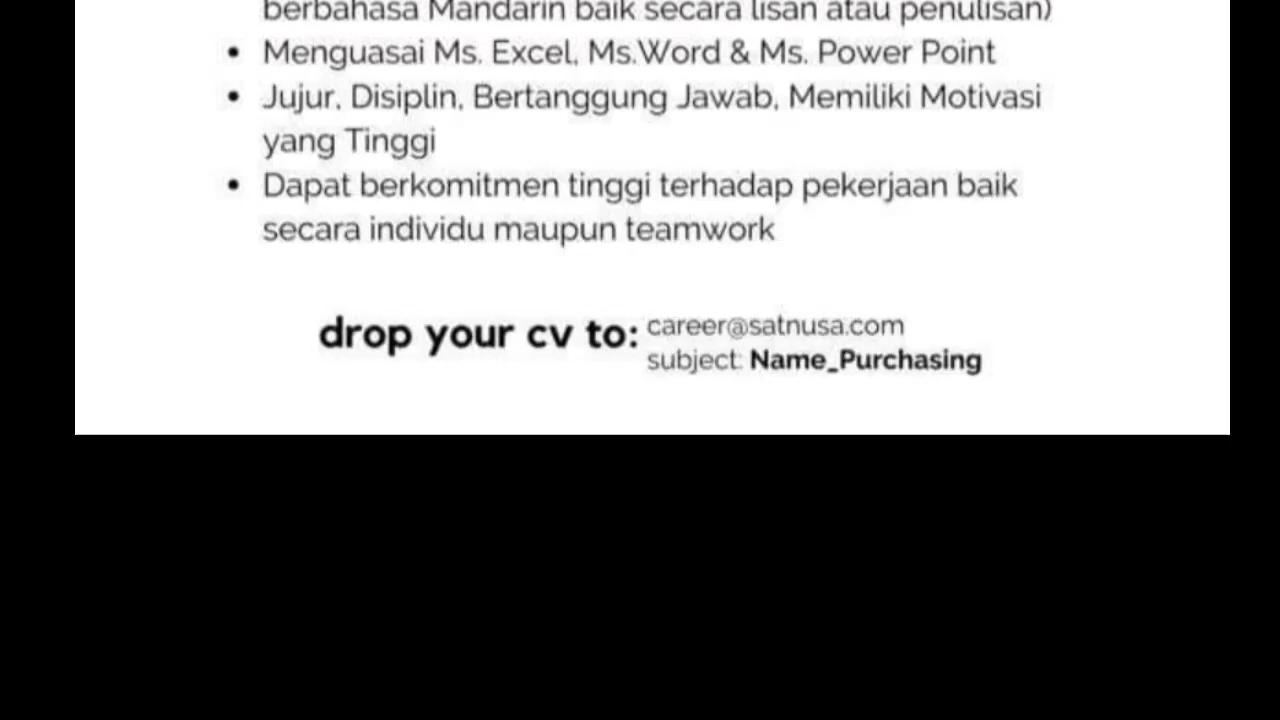 berbahasa Mandarin baik secara lisan atau penulisan)
• Menguasai Ms. Excel, Ms.Word & Ms. Power Point
• Jujur, Disiplin, Bertanggung Jawab, Memiliki Motivasi
yang Tinggi
• Dapat berkomitmen tinggi terhadap pekerjaan baik
secara individu maupun teamwork
drop your cv to: career@satnusa.com
subject: Name_Purchasing